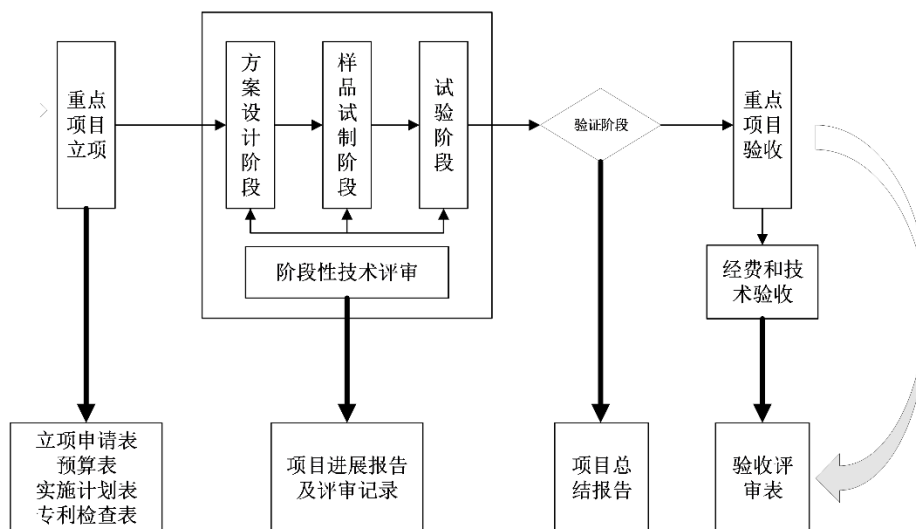 重点
项目
立项
方案设计阶段
样品试制阶段
试验阶段
验证阶段
重点
项目
验收
阶段性技术评审
经费和技
术验收
立项申请表
预算表
实施计划表
专利检查表
项目进展报告
及评审记录
项目总
结报告
验收评
审表